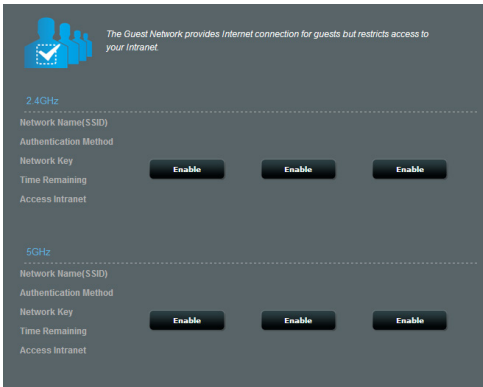 The Guest Network provides Internet connection for guests but restricts access to
your Intranet.
2.4GHz
Network Name(SSID)
Authentication Method
Network Key
Enable Enable Enable
Time Remaining
Access Intranet
5GHz
Network Name(SSID)
Authentication Method
Network Key
Enable Enable Enable
Time Remaining
Access Intranet